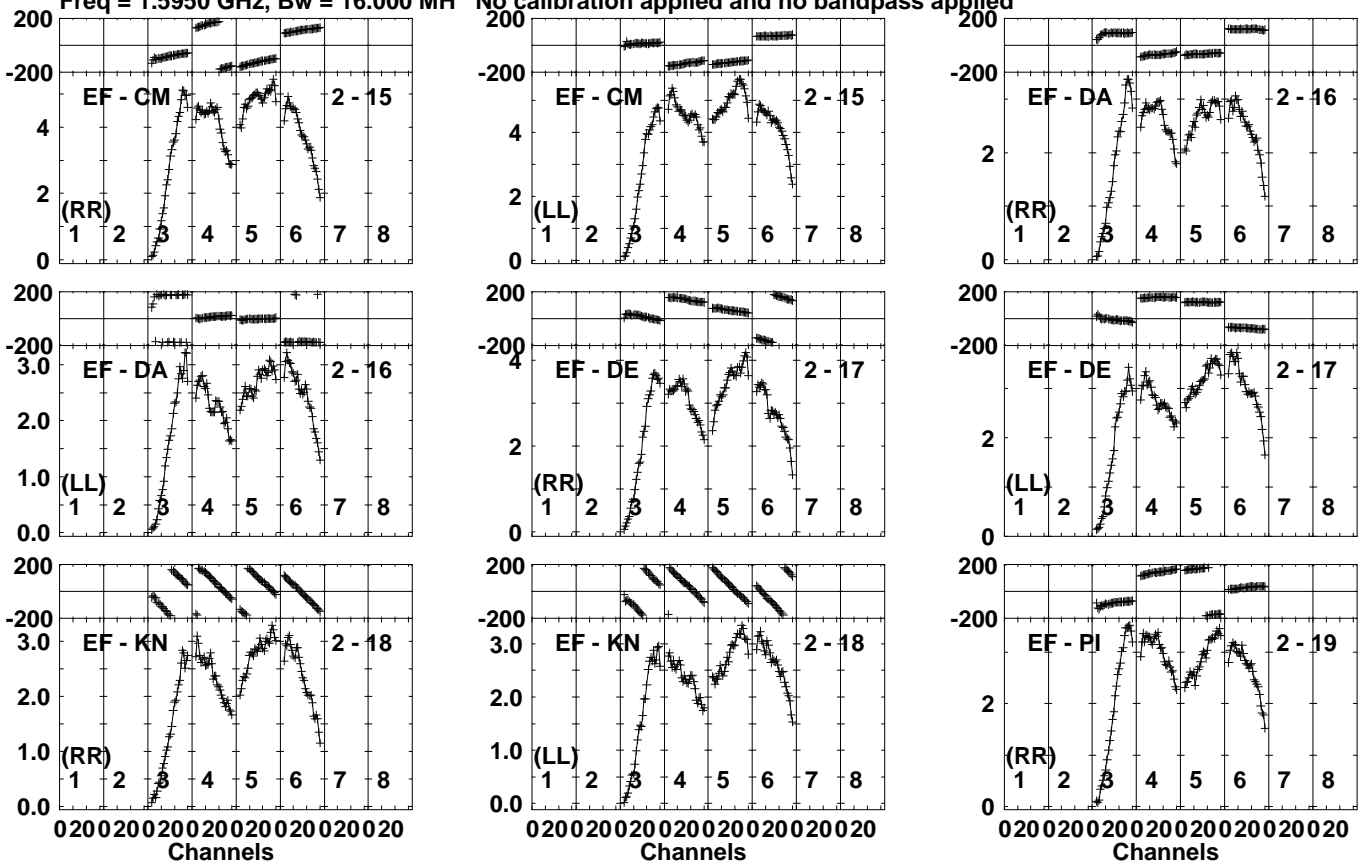 Freq = 1.5950 GHz, Bw = 16.000 MH No calibration applied and no bandpass applied
200
-200
EF - CM 2 - 15
4
2
0
(RR)
1 2 3 4 5 6 7 8
200
-200
EF - CM 2 - 15
4
2
0
(LL)
1 2 3 4 5 6 7 8
200
-200
EF - DA 2 - 16
2
0
(RR)
1 2 3 4 5 6 7 8
200
-200
EF - DA 2 - 16
3.0
2.0
1.0
0.0
(LL)
1 2 3 4 5 6 7 8
200
-200
EF - DE 2 - 17
4
2
0
(RR)
1 2 3 4 5 6 7 8
200
-200
EF - DE 2 - 17
2
0
(LL)
1 2 3 4 5 6 7 8
200
-200
EF - KN 2 - 18
3.0
2.0
1.0
0.0
(RR)
1 2 3 4 5 6 7 8
0 20 0 20 0 20 0 20 0 20 0 20 0 20 0 20
Channels
200
-200
EF - KN 2 - 18
3.0
2.0
1.0
0.0
(LL)
1 2 3 4 5 6 7 8
0 20 0 20 0 20 0 20 0 20 0 20 0 20 0 20
Channels
200
-200
EF - PI 2 - 19
2
0
(RR)
1 2 3 4 5 6 7 8
0 20 0 20 0 20 0 20 0 20 0 20 0 20 0 20
Channels